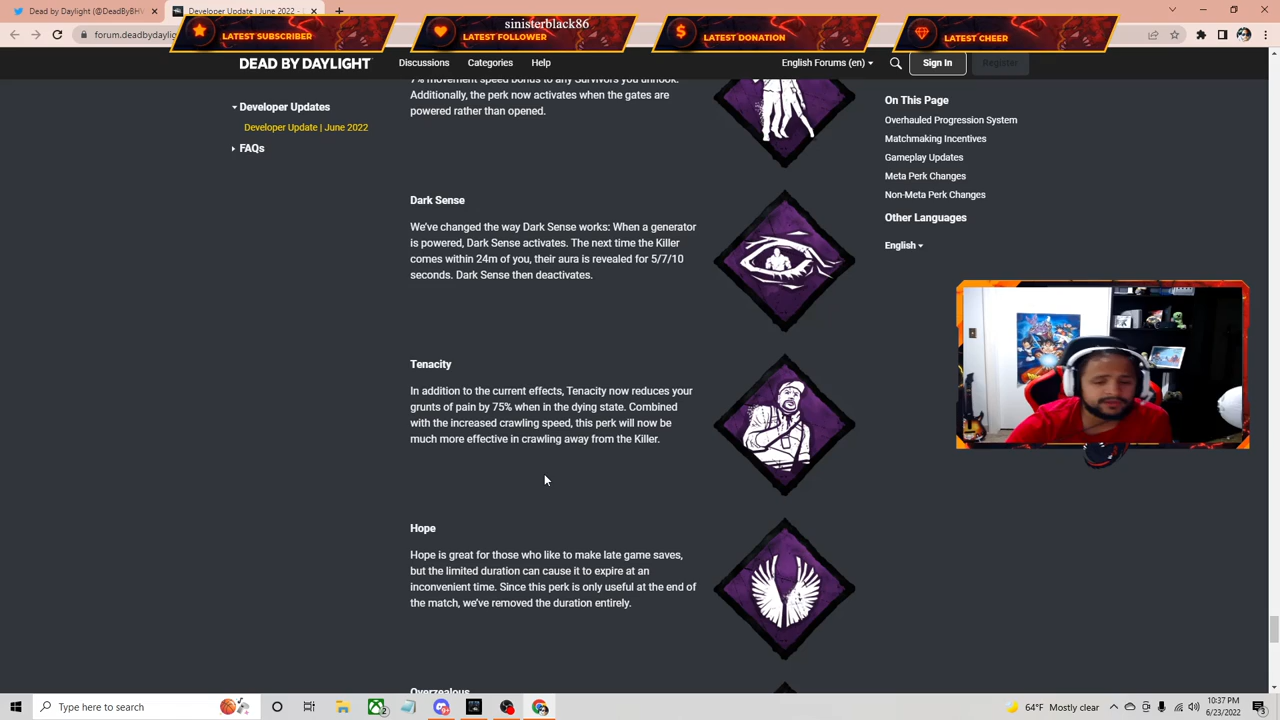 sinisterblack86
LATEST SUBSCRIBER
LATEST FOLLOWER
LATEST DONATION
LATEST CHEER
forum.deadbydaylight
DEAD BY DAYLIGHT
Discussions
Categories
Help
English Forums (en)
Sign In
Register
Developer Updates
Developer Update | June 2022
FAQs
7% movement speed bonus to any Survivors you unhook.
Additionally, the perk now activates when the gates are
powered rather than opened.
Dark Sense
We've changed the way Dark Sense works: When a generator
is powered, Dark Sense activates. The next time the Killer
comes within 24m of you, their aura is revealed for 5/7/10
seconds. Dark Sense then deactivates.
Tenacity
In addition to the current effects, Tenacity now reduces your
grunts of pain by 75% when in the dying state. Combined
with the increased crawling speed, this perk will now be
much more effective in crawling away from the Killer.
Hope
Hope is great for those who like to make late game saves,
but the limited duration can cause it to expire at an
inconvenient time. Since this perk is only useful at the end of
the match, we've removed the duration entirely.
Overzealous
On This Page
Overhauled Progression System
Matchmaking Incentives
Gameplay Updates
Meta Perk Changes
Non-Meta Perk Changes
Other Languages
English
Type here to search
64°F Mostly clear
10:37 PM
6/23/2022